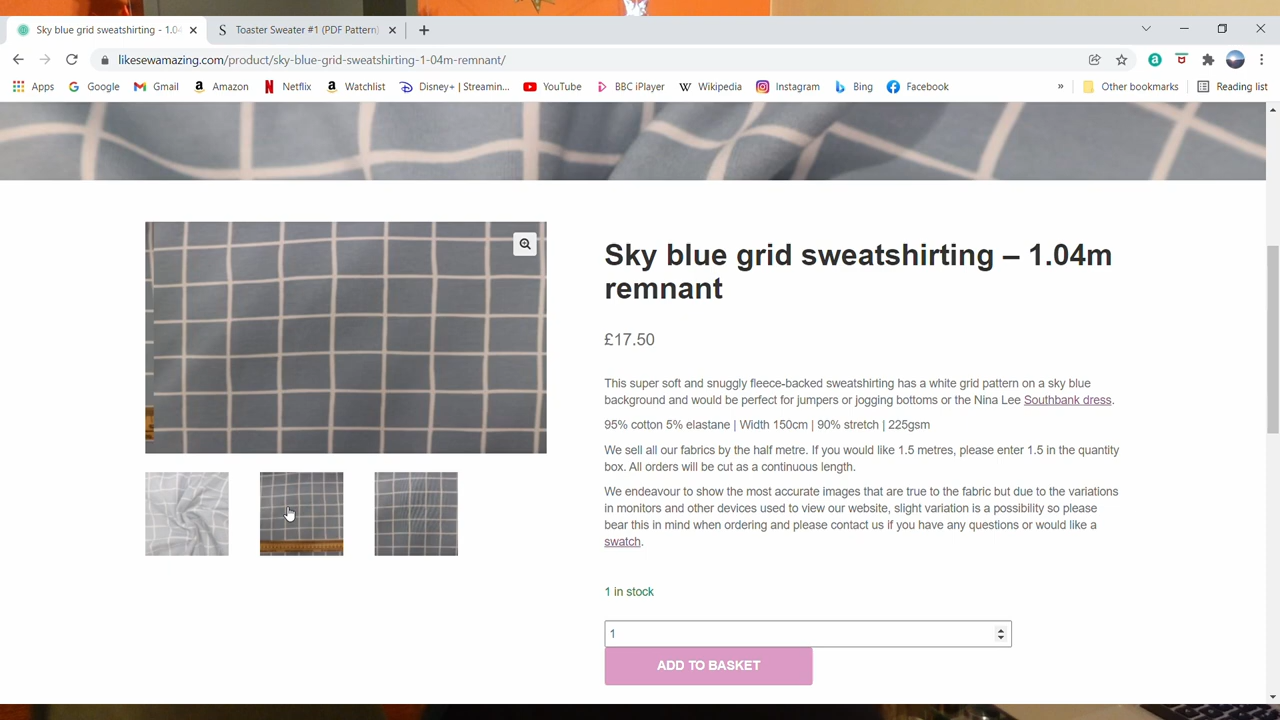 Sky blue grid sweatshirting - 1.04
Toaster Sweater #1 (PDF Pattern)
likesewamazing.com/product/sky-blue-grid-sweatshirting-1-04m-remnant/
Apps Google Gmail Amazon Netflix Watchlist Disney+ | Streamin... YouTube BBC iPlayer Wikipedia Instagram Bing Facebook » Other bookmarks Reading list
Sky blue grid sweatshirting – 1.04m
remnant
£17.50
This super soft and snuggly fleece-backed sweatshirting has a white grid pattern on a sky blue
background and would be perfect for jumpers or jogging bottoms or the Nina Lee Southbank dress.
95% cotton 5% elastane | Width 150cm | 90% stretch | 225gsm
We sell all our fabrics by the half metre. If you would like 1.5 metres, please enter 1.5 in the quantity
box. All orders will be cut as a continuous length.
We endeavour to show the most accurate images that are true to the fabric but due to the variations
in monitors and other devices used to view our website, slight variation is a possibility so please
bear this in mind when ordering and please contact us if you have any questions or would like a
swatch.
1 in stock
1
ADD TO BASKET